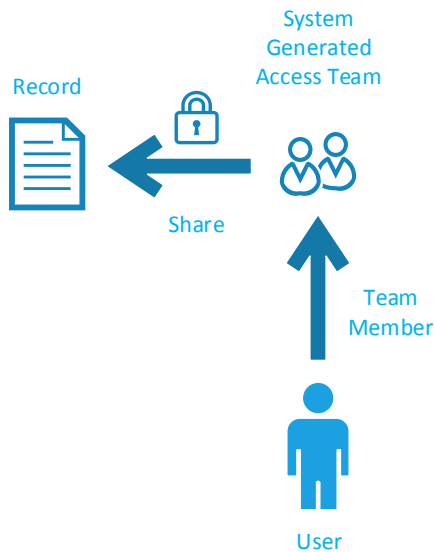 System
Generated
Access Team
Record
Share
Team
Member
User